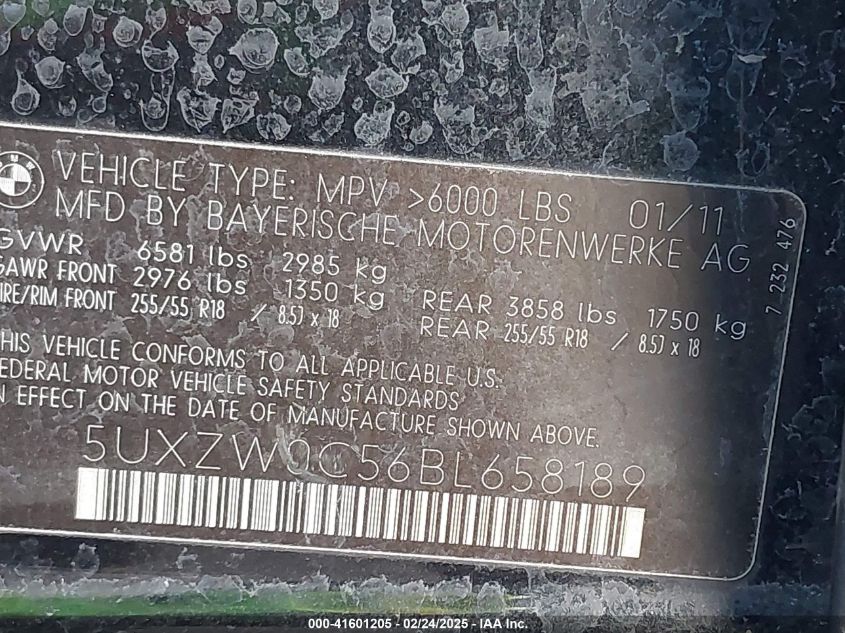 BMW
VEHICLE TYPE: MPV >6000 LBS 01/11
MFD BY BAYERISCHE MOTORENWERKE AG
GVWR 6581 lbs 2985 kg
GAWR FRONT 2976 lbs 1350 kg REAR 3858 lbs 1750 kg
IRE/RIM FRONT 255/55 R18 / 8.5J x 18 REAR 255/55 R18 / 8.5J x 18
HIS VEHICLE CONFORMS TO ALL APPLICABLE U.S.
EDERAL MOTOR VEHICLE SAFETY STANDARDS
N EFFECT ON THE DATE OF MANUFACTURE SHOWN ABOVE.
5UXZW0C56BL658189
7 232 476
000-41601205 - 02/24/2025 - IAA Inc.